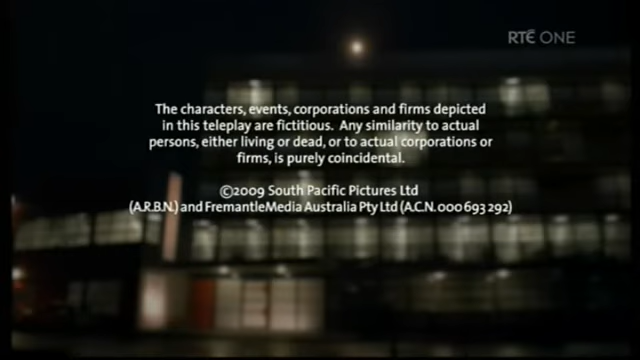 RTÉ ONE
The characters, events, corporations and firms depicted
in this teleplay are fictitious. Any similarity to actual
persons, either living or dead, or to actual corporations or
firms, is purely coincidental.
©2009 South Pacific Pictures Ltd
(A.R.B.N.) and FremantleMedia Australia Pty Ltd (A.C.N. 000 693 292)